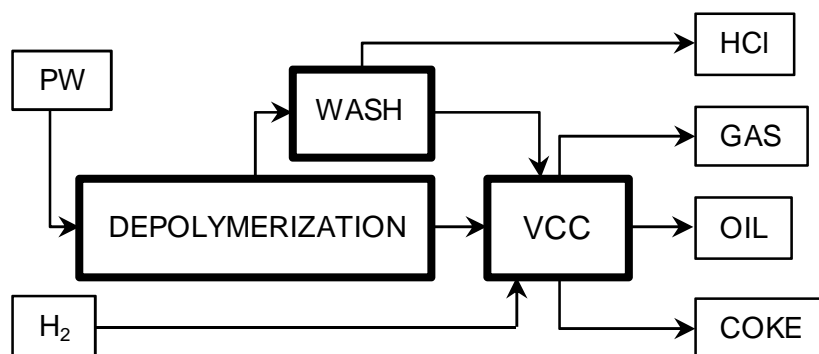 HCl
PW
WASH
GAS
DEPOLYMERIZATION
VCC
OIL
H₂
COKE